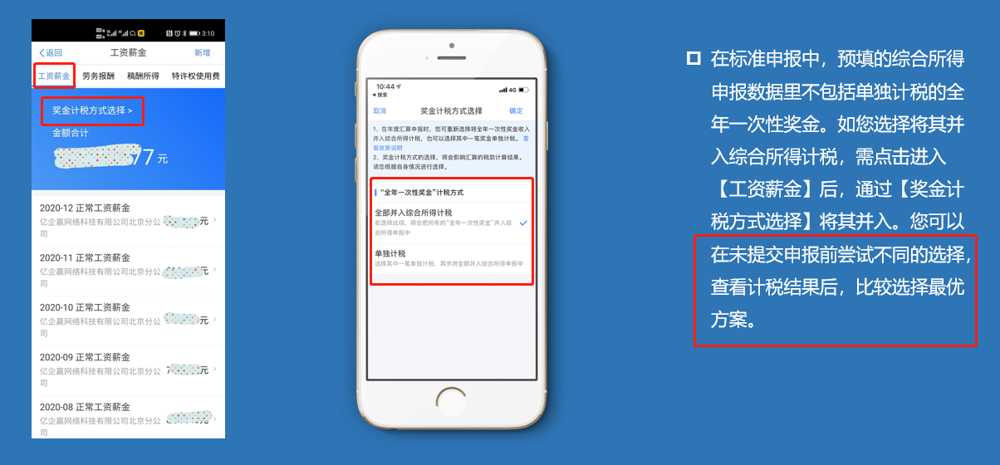 3:10
返回
工资薪金
新增
工资薪金
劳务报酬
稿酬所得
特许权使用费
奖金计税方式选择 >
金额合计
77 元
2020-12 正常工资薪金
亿企赢网络科技有限公司北京分公
司
元
2020-11 正常工资薪金
亿企赢网络科技有限公司北京分公
司
元
2020-10 正常工资薪金
亿企赢网络科技有限公司北京分公
司
元
2020-09 正常工资薪金
亿企赢网络科技有限公司北京分公
司
7 元
2020-08 正常工资薪金
亿企赢网络科技有限公司北京分公
司
元
10:44
4G
搜索
取消
奖金计税方式选择
确定
1、在年度汇算申报时，您可重新选择将全年一次性奖金收入
并入综合所得计税，也可以选择其中一笔奖金单独计税。 查
看政策说明
2、奖金计税方式的选择，将会影响汇算的税款计算结果。
请您根据自身情况进行选择。
“全年一次性奖金”计税方式
全部并入综合所得计税
若选择此项，将会把所有的“全年一次性奖金”并入综
合所得申报中
单独计税
选择其中一笔单独计税，其余将全部并入综合所得申报中
在标准申报中，预填的综合所得
申报数据里不包括单独计税的全
年一次性奖金。如您选择将其并
入综合所得计税，需点击进入
【工资薪金】后，通过【奖金计
税方式选择】将其并入。您可以
在未提交申报前尝试不同的选择，
查看计税结果后，比较选择最优
方案。